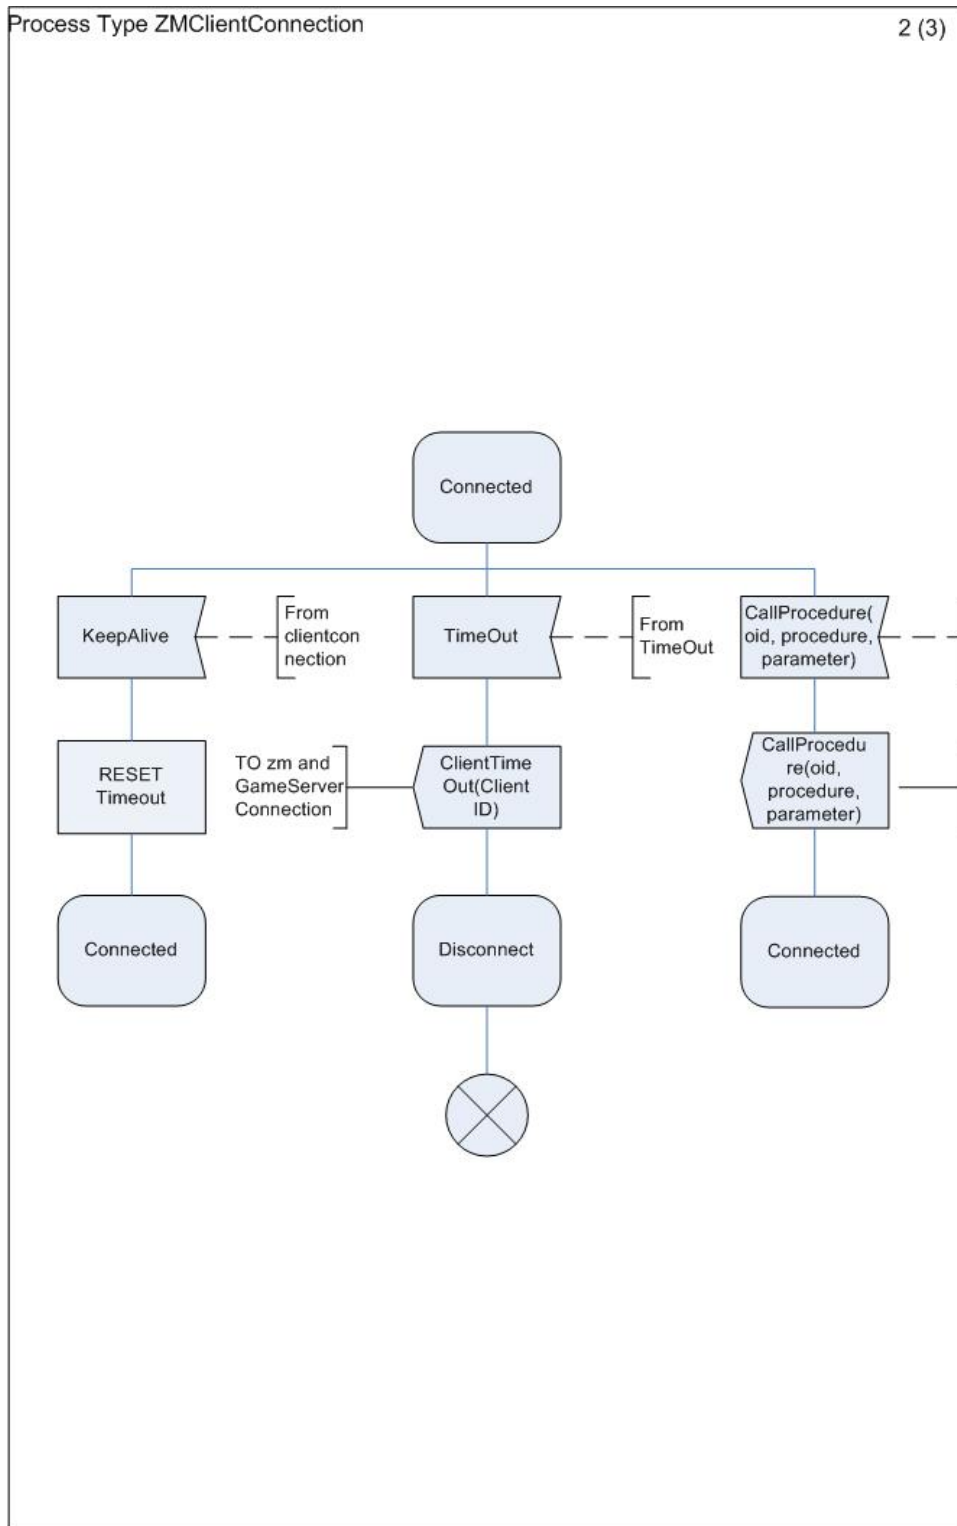 Process Type ZMClientConnection
2 (3)
Connected
KeepAlive
From
clientcon
nection
TimeOut
From
TimeOut
CallProcedure(
oid, procedure,
parameter)
RESET
Timeout
TO zm and
GameServer
Connection
ClientTime
Out(Client
ID)
CallProcedu
re(oid,
procedure,
parameter)
Connected
Disconnect
Connected